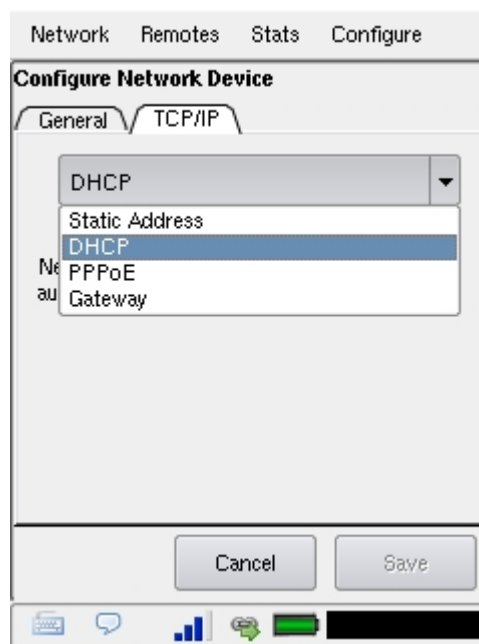 Network Remotes Stats Configure
Configure Network Device
General TCP/IP
DHCP
Static Address
DHCP
PPPoE
Gateway
Cancel Save